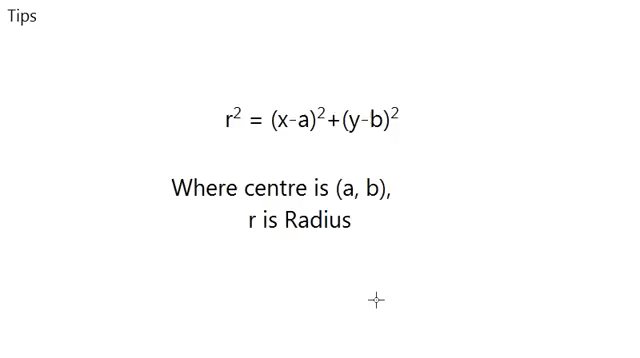 Tips
r² = (x-a)²+(y-b)²
Where centre is (a, b),
r is Radius